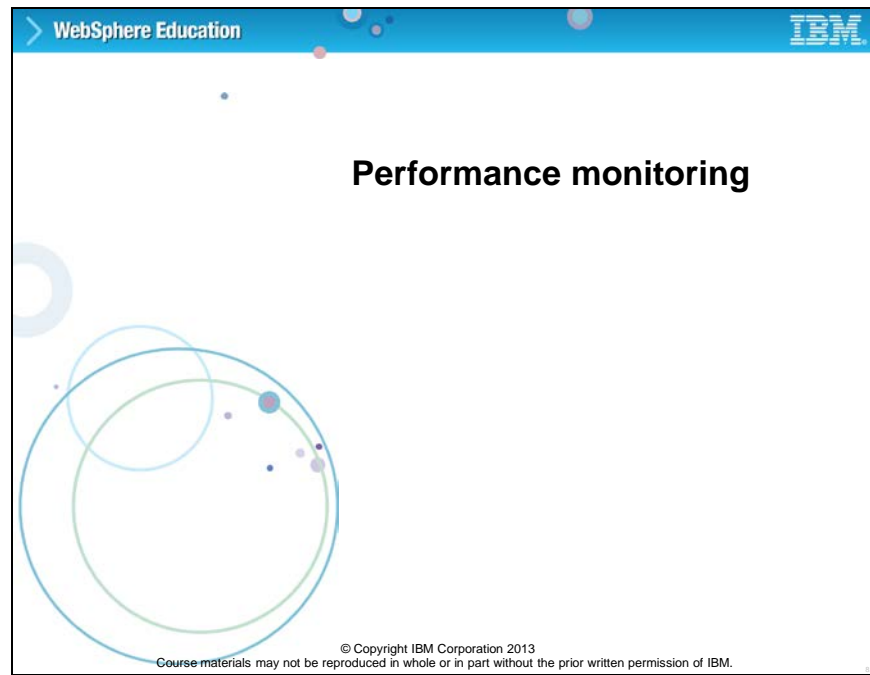 WebSphere Education
IBM.
Performance monitoring
© Copyright IBM Corporation 2013
Course materials may not be reproduced in whole or in part without the prior written permission of IBM.